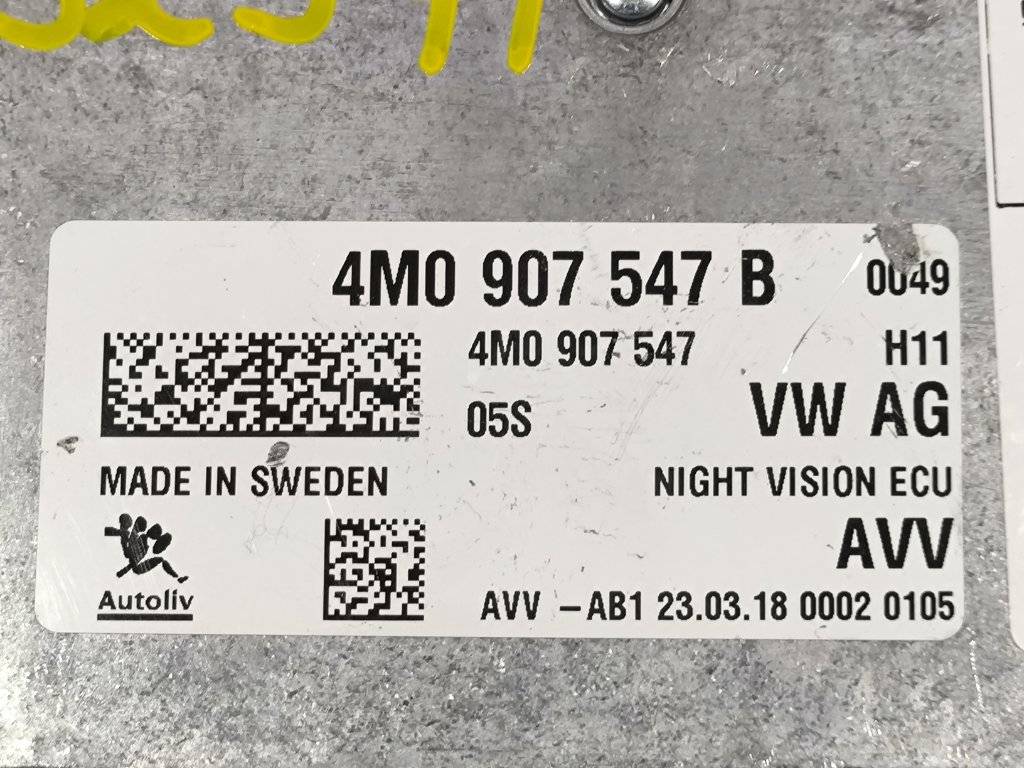 4M0 907 547 B 0049
4M0 907 547 H11
05S VW AG
MADE IN SWEDEN NIGHT VISION ECU
AVV
Autoliv
AVV –AB1 23.03.18 0002 0105